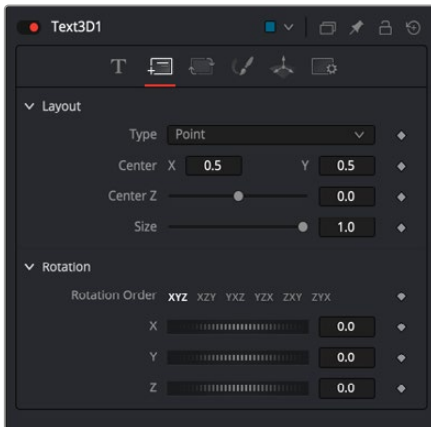 Text3D1
T
Layout
Type Point
Center X 0.5 Y 0.5
Center Z 0.0
Size 1.0
Rotation
Rotation Order XYZ XZY YXZ YZX ZXY ZYX
X 0.0
Y 0.0
Z 0.0